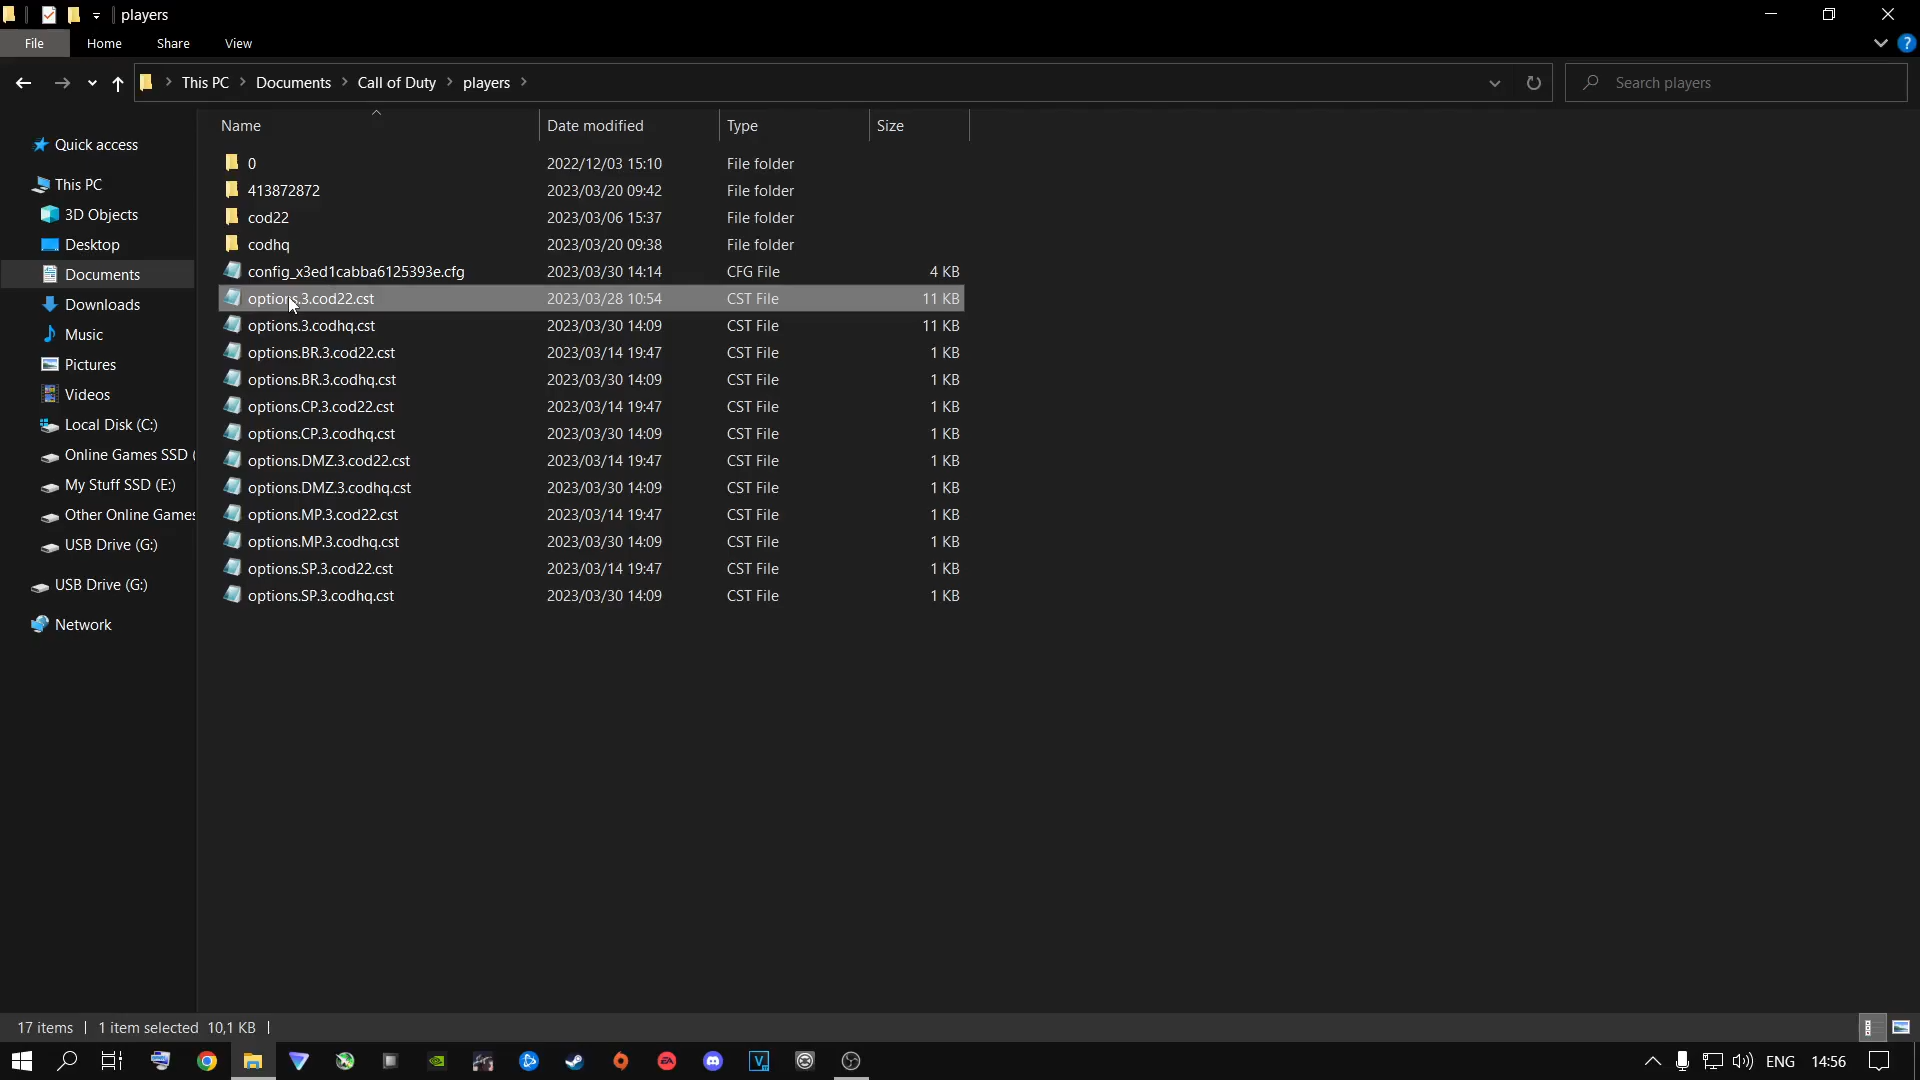 players
File Home Share View
This PC Documents Call of Duty players
Search players
Name Date modified Type Size
Quick access
This PC
3D Objects
Desktop
Documents
Downloads
Music
Pictures
Videos
Local Disk (C:)
Online Games SSD (
My Stuff SSD (E:)
Other Online Games
USB Drive (G:)
USB Drive (G:)
Network
0 2022/12/03 15:10 File folder
413872872 2023/03/20 09:42 File folder
cod22 2023/03/06 15:37 File folder
codhq 2023/03/20 09:38 File folder
config_x3ed1cabba6125393e.cfg 2023/03/30 14:14 CFG File 4 KB
options.3.cod22.cst 2023/03/28 10:54 CST File 11 KB
options.3.codhq.cst 2023/03/30 14:09 CST File 11 KB
options.BR.3.cod22.cst 2023/03/14 19:47 CST File 1 KB
options.BR.3.codhq.cst 2023/03/30 14:09 CST File 1 KB
options.CP.3.cod22.cst 2023/03/14 19:47 CST File 1 KB
options.CP.3.codhq.cst 2023/03/30 14:09 CST File 1 KB
options.DMZ.3.cod22.cst 2023/03/14 19:47 CST File 1 KB
options.DMZ.3.codhq.cst 2023/03/30 14:09 CST File 1 KB
options.MP.3.cod22.cst 2023/03/14 19:47 CST File 1 KB
options.MP.3.codhq.cst 2023/03/30 14:09 CST File 1 KB
options.SP.3.cod22.cst 2023/03/14 19:47 CST File 1 KB
options.SP.3.codhq.cst 2023/03/30 14:09 CST File 1 KB
17 items 1 item selected 10,1 KB
ENG 14:56